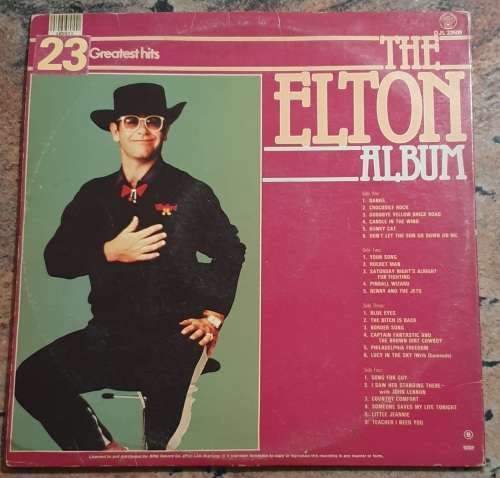 23 Greatest hits
THE
ELTON
ALBUM
Side One
1. DANIEL
2. CROCODILE ROCK
3. GOODBYE YELLOW BRICK ROAD
4. CANDLE IN THE WIND
5. HONKY CAT
6. DON'T LET THE SUN GO DOWN ON ME
Side Two:
1. YOUR SONG
2. ROCKET MAN
3. SATURDAY NIGHT'S ALRIGHT
FOR FIGHTING
4. PINBALL WIZARD
5. BENNY AND THE JETS
Side Three:
1. BLUE EYES
2. THE BITCH IS BACK
3. BORDER SONG
4. CAPTAIN FANTASTIC AND
THE BROWN DIRT COWBOY
5. PHILADELPHIA FREEDOM
6. LUCY IN THE SKY (With Diamonds)
Side Four:
1. SONG FOR GUY
2. I SAW HER STANDING THERE—
with JOHN LENNON
3. COUNTRY COMFORT
4. SOMEONE SAVES MY LIFE TONIGHT
5. LITTLE JEANNIE
6. TEACHER I NEED YOU